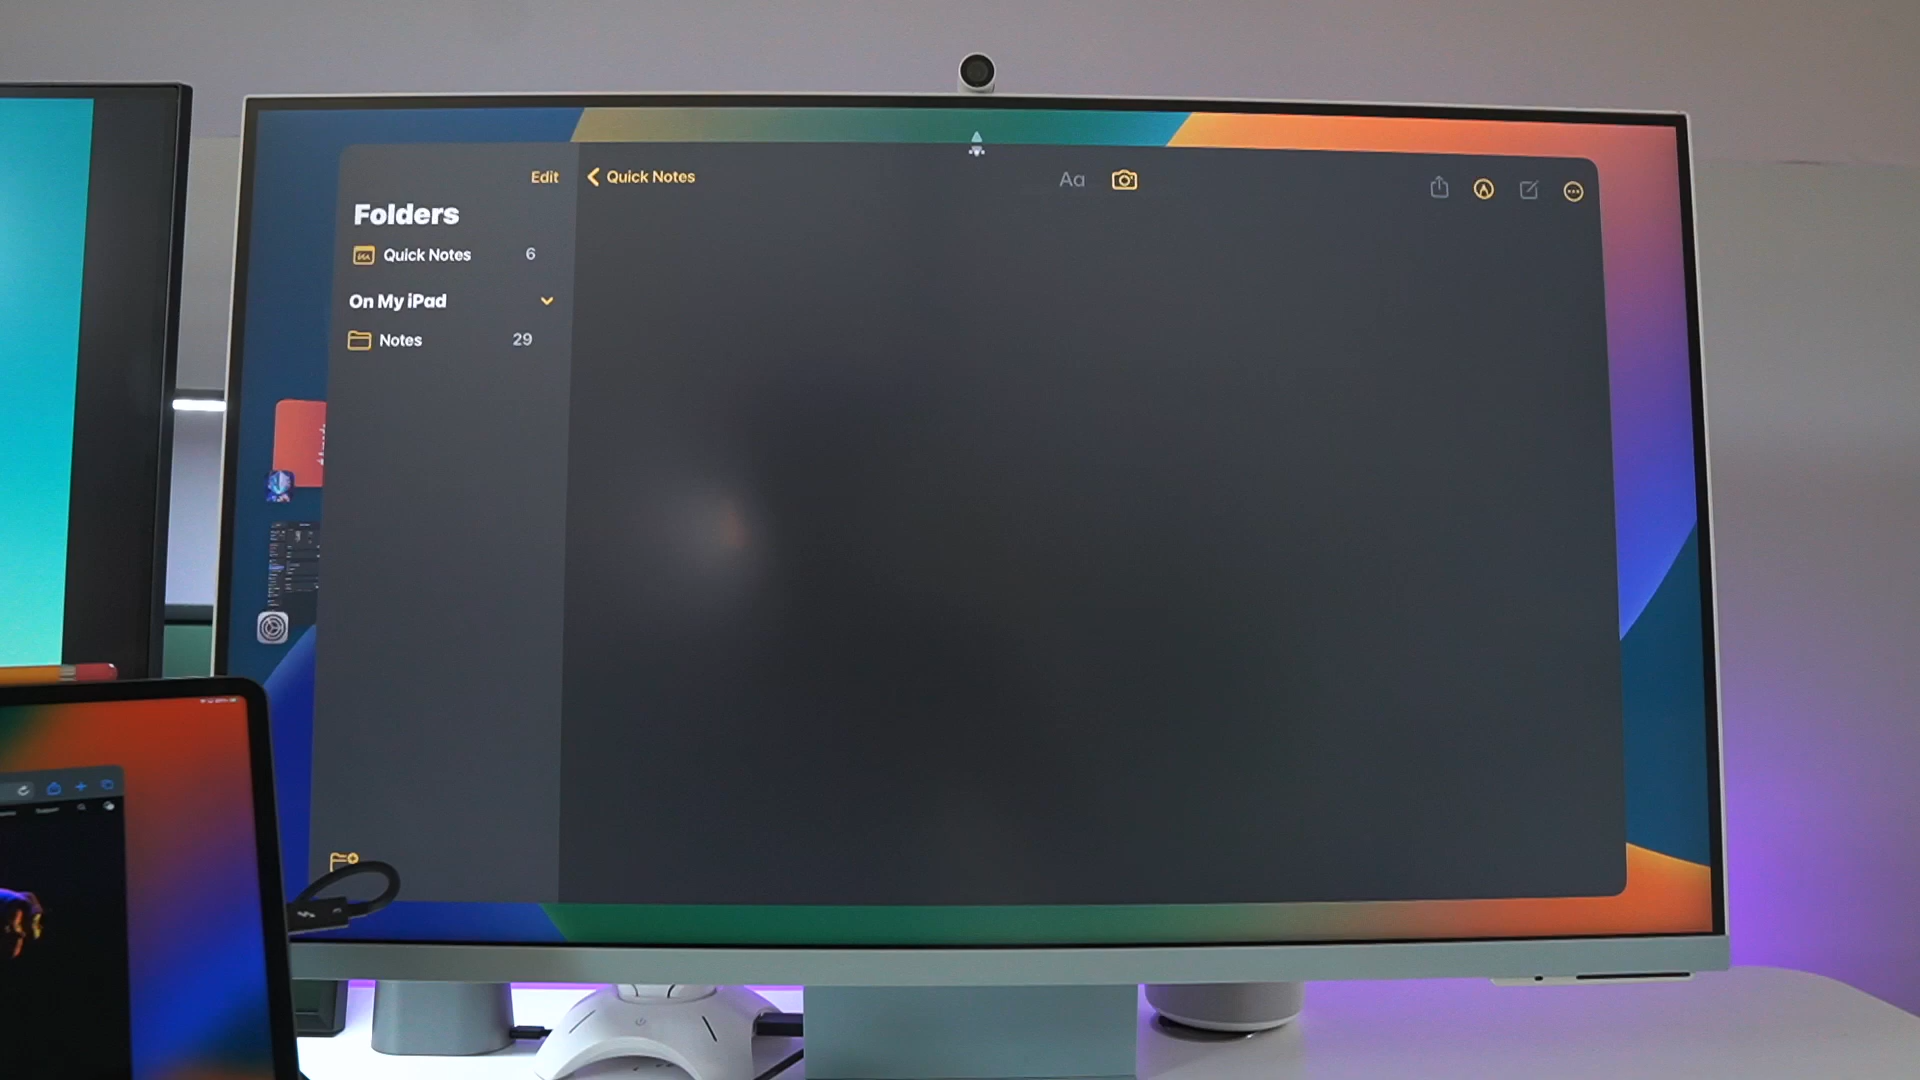 Edit
Quick Notes
Aa
Folders
Quick Notes 6
On My iPad
Notes 29